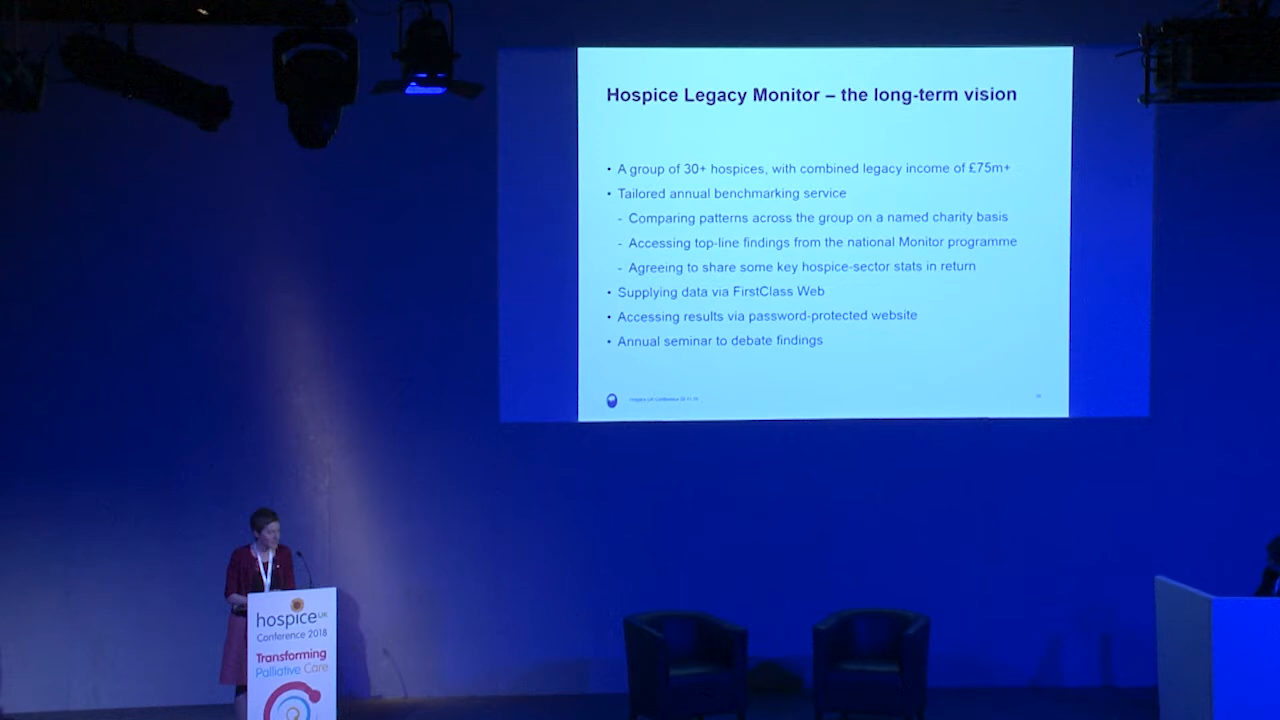 Hospice Legacy Monitor – the long-term vision
• A group of 30+ hospices, with combined legacy income of £75m+
• Tailored annual benchmarking service
- Comparing patterns across the group on a named charity basis
- Accessing top-line findings from the national Monitor programme
- Agreeing to share some key hospice-sector stats in return
• Supplying data via FirstClass Web
• Accessing results via password-protected website
• Annual seminar to debate findings
Hospice UK Conference
hospice UK
Conference 2018
Transforming
Palliative Care